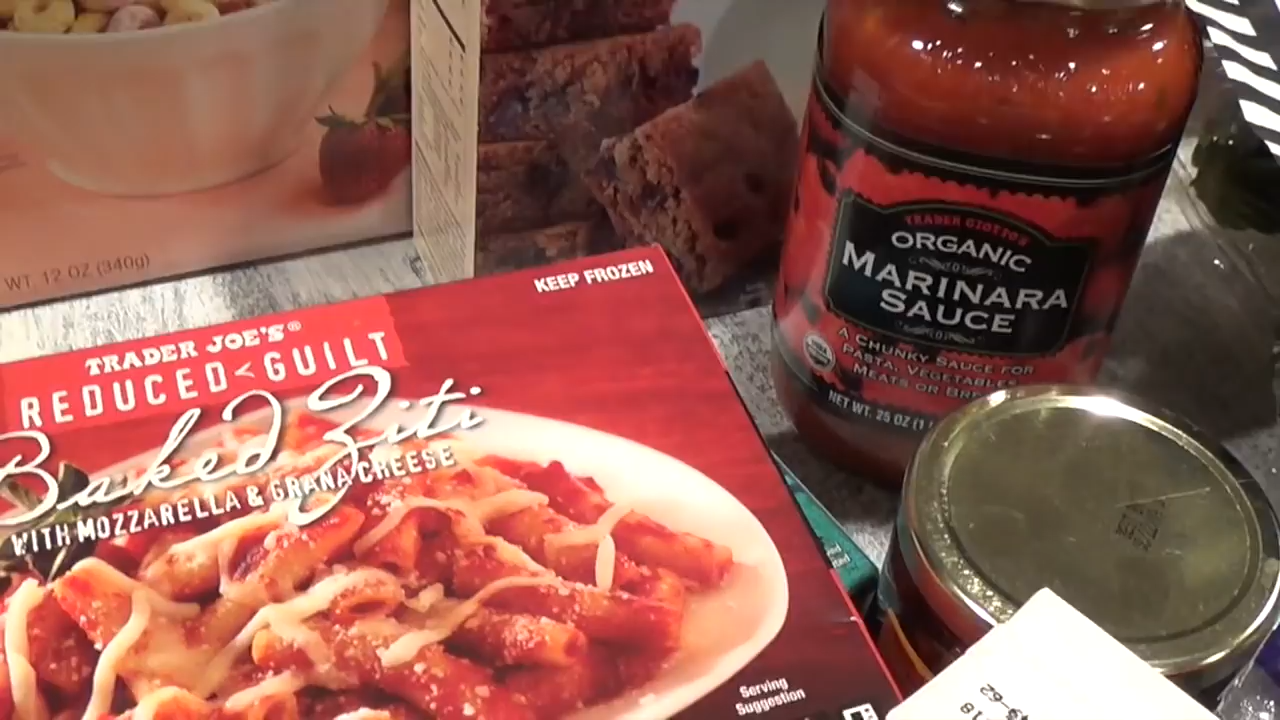 WT. 12 OZ (340g)
KEEP FROZEN
TRADER JOE'S®
REDUCED<GUILT
Baked Ziti
WITH MOZZARELLA & GRANA CHEESE
Serving
Suggestion
TRADER GIOTTO'S
ORGANIC
MARINARA
SAUCE
A CHUNKY SAUCE FOR
PASTA, VEGETABLES,
MEATS OR
NET WT. 25 OZ (1